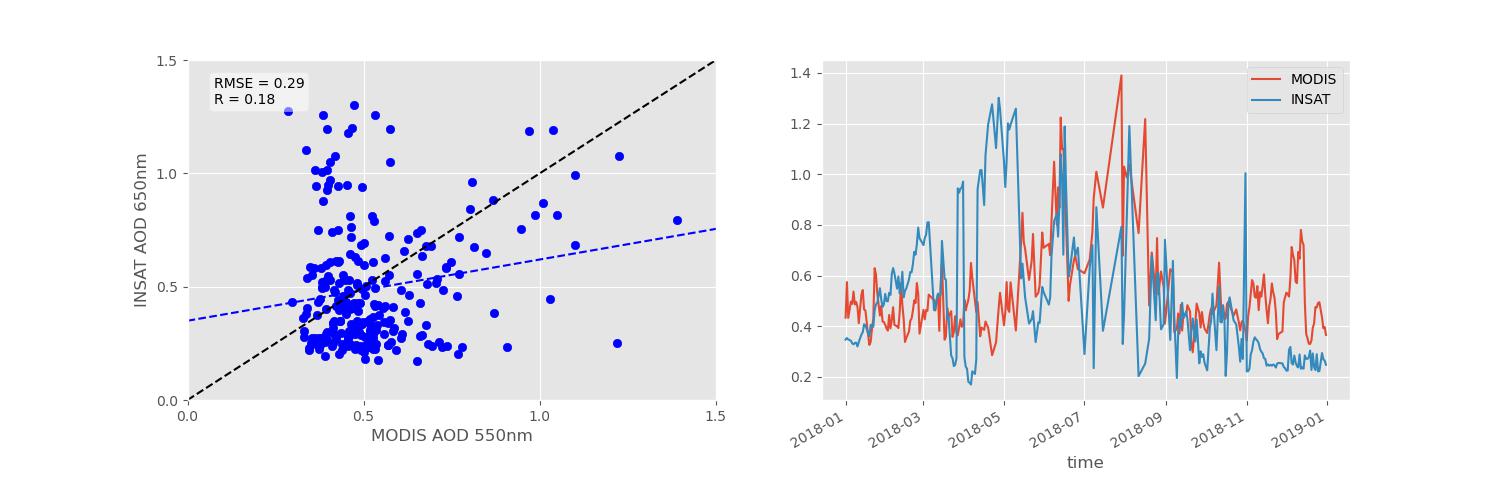 RMSE = 0.29
R = 0.18
1.5
1.0
0.5
0.0
INSAT AOD 650nm
0.0 0.5 1.0 1.5
MODIS AOD 550nm
MODIS
INSAT
1.4
1.2
1.0
0.8
0.6
0.4
0.2
2018-01 2018-03 2018-05 2018-07 2018-09 2018-11 2019-01
time